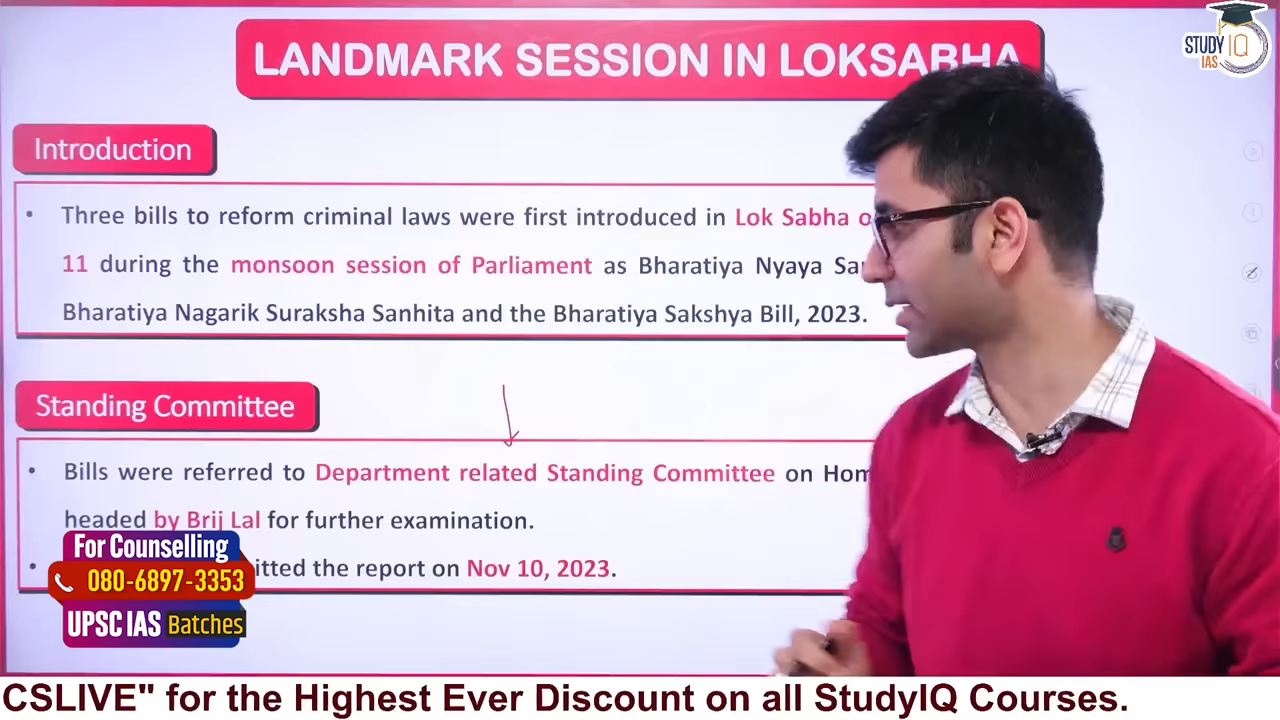 LANDMARK SESSION IN LOKSABHA
STUDY IQ
IAS
Introduction
• Three bills to reform criminal laws were first introduced in Lok Sabha
11 during the monsoon session of Parliament as Bharatiya Nyaya
Bharatiya Nagarik Suraksha Sanhita and the Bharatiya Sakshya Bill, 2023.
Standing Committee
• Bills were referred to Department related Standing Committee on
headed by Brij Lal for further examination.
• itted the report on Nov 10, 2023.
For Counselling
080-6897-3353
UPSC IAS Batches
CSLIVE" for the Highest Ever Discount on all StudyIQ Courses.